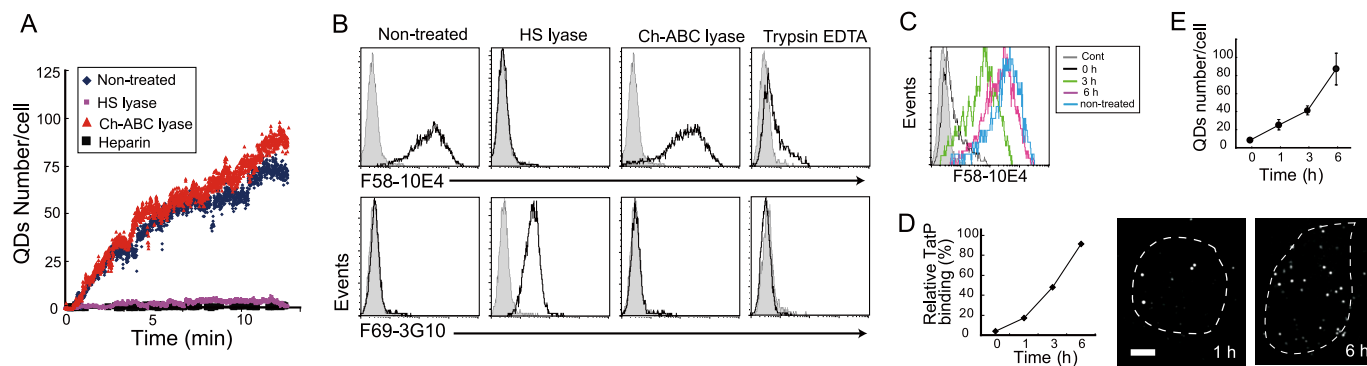 A
QDs Number/cell
125
100
75
50
25
0
Non-treated
HS lyase
Ch-ABC lyase
Heparin
0 5 10
Time (min)
B
Non-treated HS lyase Ch-ABC lyase Trypsin EDTA
F58-10E4
Events
F69-3G10
C
Events
F58-10E4
Cont
0 h
3 h
6 h
non-treated
E
QDs number/cell
100
80
60
40
20
0 1 3 6
Time (h)
D
Relative TatP
binding (%)
100
80
60
40
20
0
0 1 3 6
Time (h)
1 h
6 h